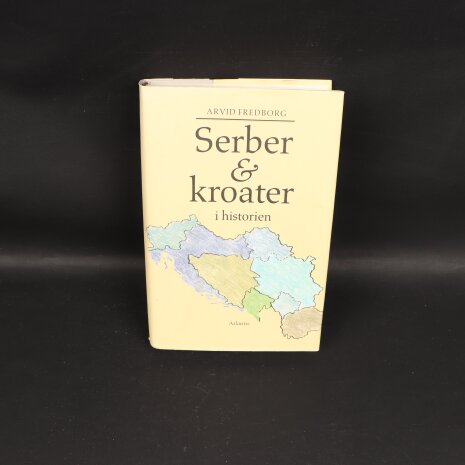 ARVID FREDBORG
Serber
&
kroater
i historien
Atlantis